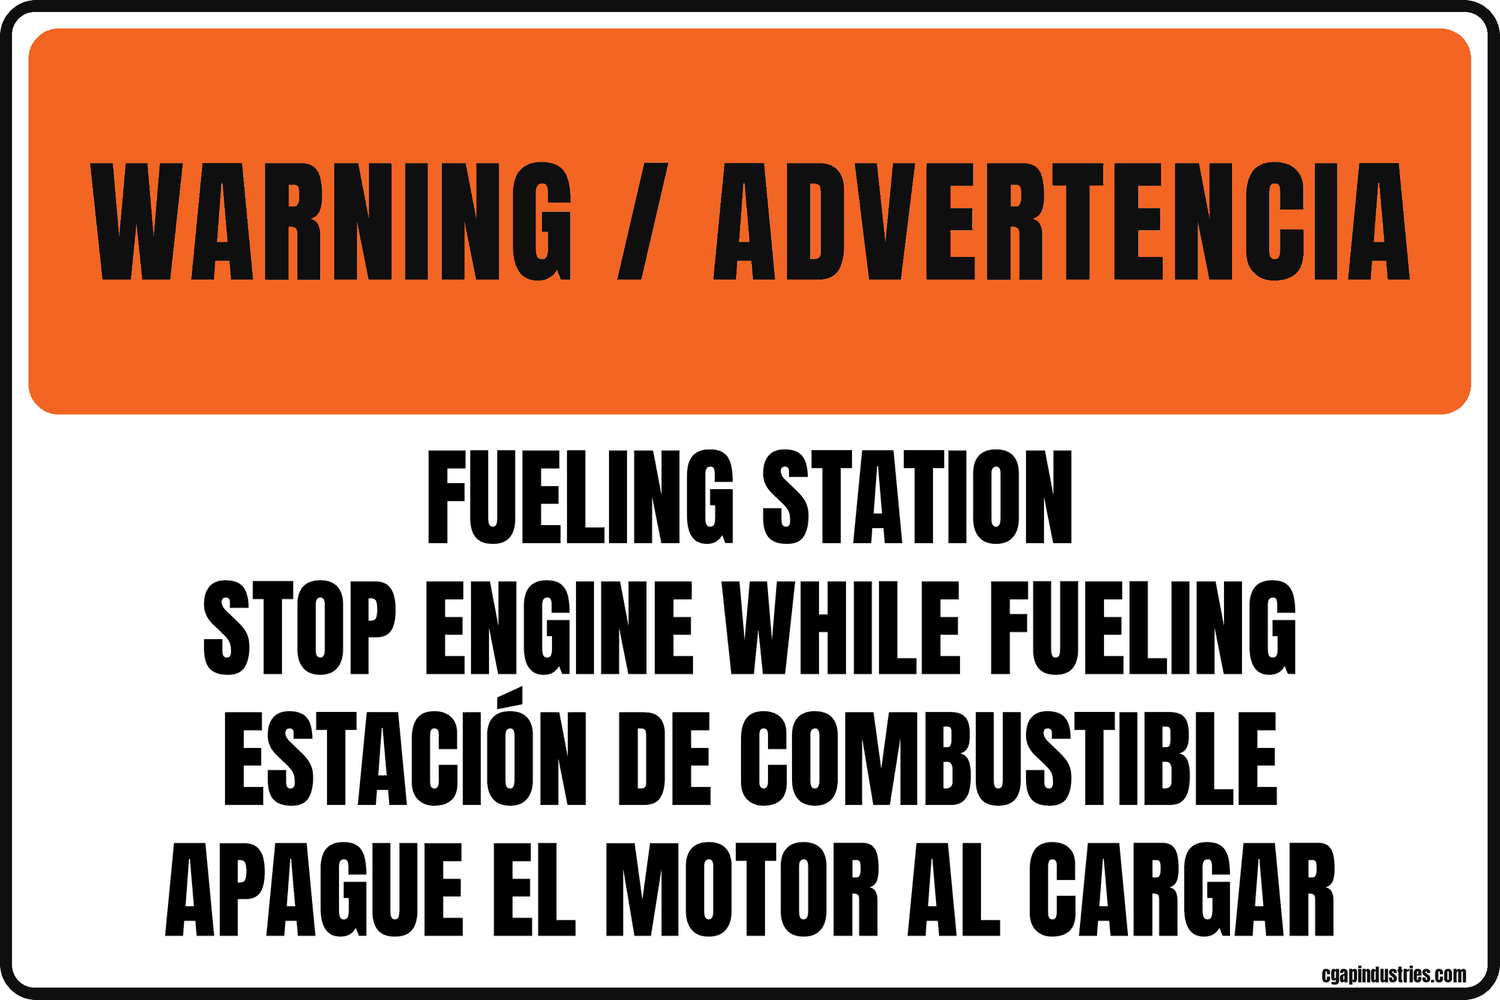 WARNING / ADVERTENCIA
FUELING STATION
STOP ENGINE WHILE FUELING
ESTACIÓN DE COMBUSTIBLE
APAGUE EL MOTOR AL CARGAR
cgapindustries.com